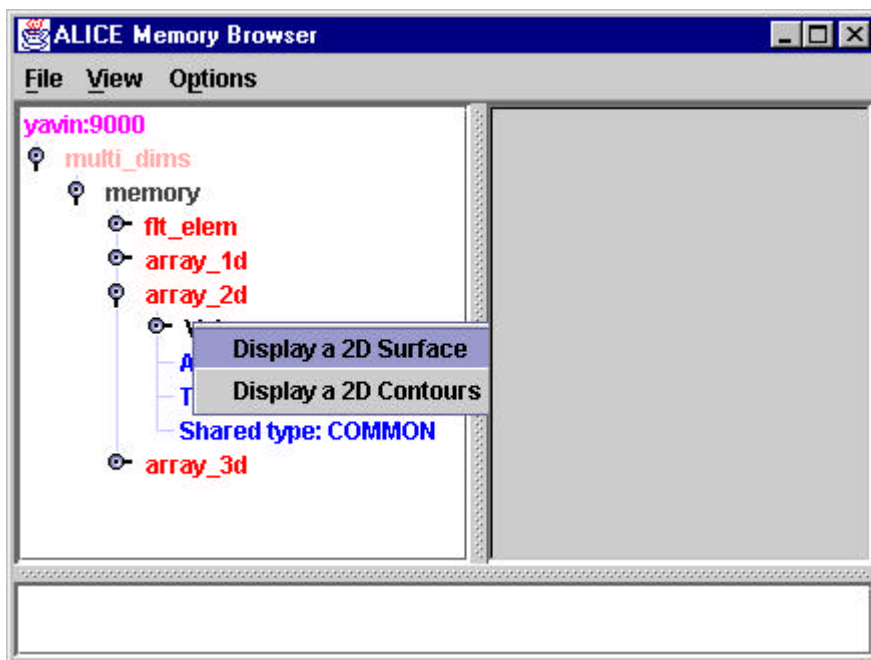 ALICE Memory Browser
File View Options
yavin:9000
multi_dims
memory
flt_elem
array_1d
array_2d
Display a 2D Surface
Display a 2D Contours
Shared type: COMMON
array_3d